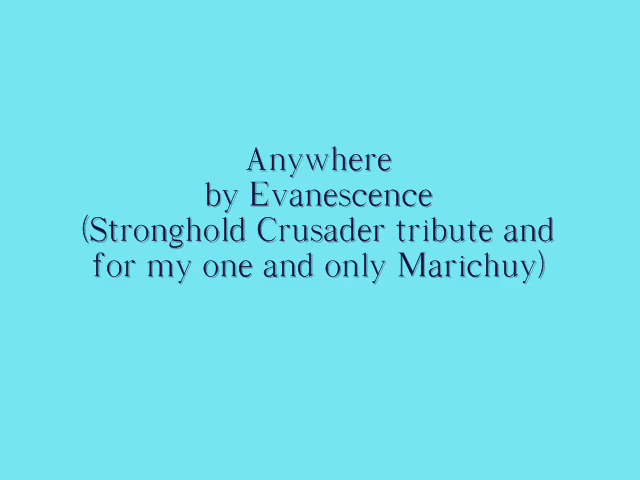 Anywhere
by Evanescence
(Stronghold Crusader tribute and
for my one and only Marichuy)